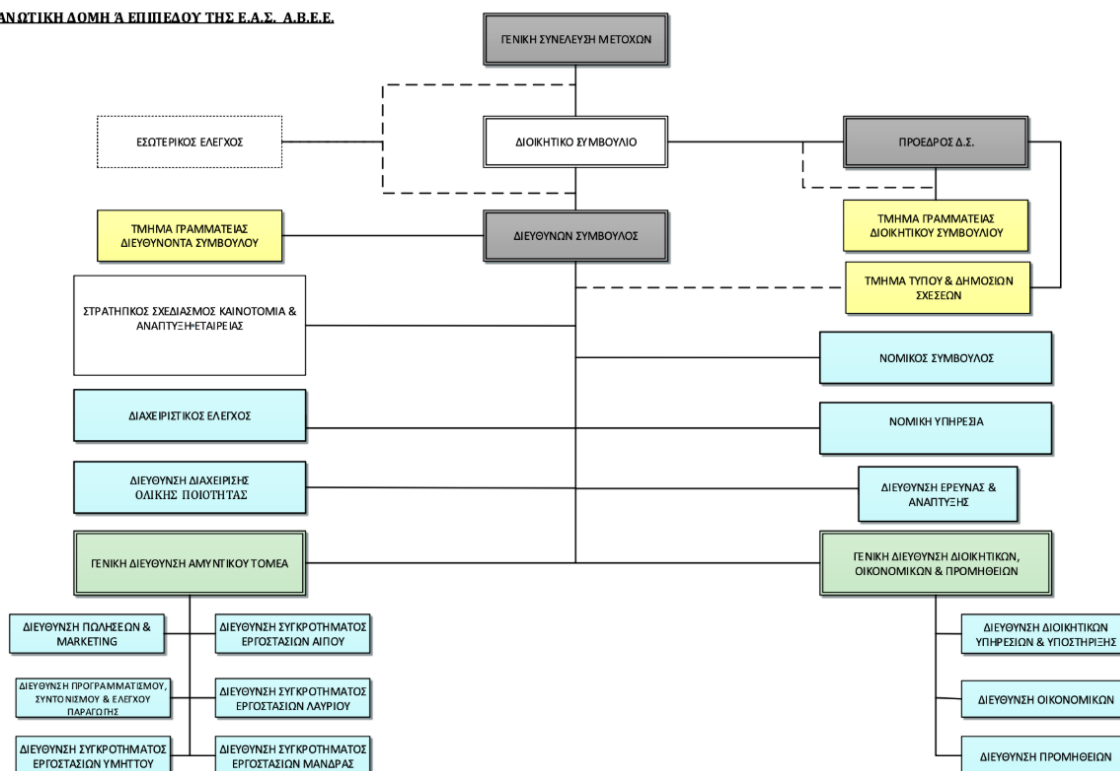 ΑΝΩΤΙΚΗ ΔΟΜΗ Ά ΕΠΙΠΕΔΟΥ ΤΗΣ Ε.Α.Σ. Α.Β.Ε.Ε.
ΓΕΝΙΚΗ ΣΥΝΕΛΕΥΣΗ ΜΕΤΟΧΩΝ
ΕΣΩΤΕΡΙΚΟΣ ΕΛΕΓΧΟΣ
ΔΙΟΙΚΗΤΙΚΟ ΣΥΜΒΟΥΛΙΟ
ΠΡΟΕΔΡΟΣ Δ.Σ.
ΤΜΗΜΑ ΓΡΑΜΜΑΤΕΙΑΣ
ΔΙΕΥΘΥΝΟΝΤΑ ΣΥΜΒΟΥΛΟΥ
ΔΙΕΥΘΥΝΩΝ ΣΥΜΒΟΥΛΟΣ
ΤΜΗΜΑ ΓΡΑΜΜΑΤΕΙΑΣ
ΔΙΟΙΚΗΤΙΚΟΥ ΣΥΜΒΟΥΛΙΟΥ
ΤΜΗΜΑ ΤΥΠΟΥ & ΔΗΜΟΣΙΩΝ
ΣΧΕΣΕΩΝ
ΣΤΡΑΤΗΓΙΚΟΣ ΣΧΕΔΙΑΣΜΟΣ ΚΑΙΝΟΤΟΜΙΑ &
ΑΝΑΠΤΥΞΗ ΕΤΑΙΡΕΙΑΣ
ΝΟΜΙΚΟΣ ΣΥΜΒΟΥΛΟΣ
ΔΙΑΧΕΙΡΙΣΤΙΚΟΣ ΕΛΕΓΧΟΣ
ΝΟΜΙΚΗ ΥΠΗΡΕΣΙΑ
ΔΙΕΥΘΥΝΣΗ ΔΙΑΧΕΙΡΙΣΗΣ
ΟΛΙΚΗΣ ΠΟΙΟΤΗΤΑΣ
ΔΙΕΥΘΥΝΣΗ ΕΡΕΥΝΑΣ &
ΑΝΑΠΤΥΞΗΣ
ΓΕΝΙΚΗ ΔΙΕΥΘΥΝΣΗ ΑΜΥΝΤΙΚΟΥ ΤΟΜΕΑ
ΓΕΝΙΚΗ ΔΙΕΥΘΥΝΣΗ ΔΙΟΙΚΗΤΙΚΩΝ,
ΟΙΚΟΝΟΜΙΚΩΝ & ΠΡΟΜΗΘΕΙΩΝ
ΔΙΕΥΘΥΝΣΗ ΠΩΛΗΣΕΩΝ &
MARKETING
ΔΙΕΥΘΥΝΣΗ ΣΥΓΚΡΟΤΗΜΑΤΟΣ
ΕΡΓΟΣΤΑΣΙΩΝ ΑΙΓΙΟΥ
ΔΙΕΥΘΥΝΣΗ ΔΙΟΙΚΗΤΙΚΩΝ
ΥΠΗΡΕΣΙΩΝ & ΥΠΟΣΤΗΡΙΞΗΣ
ΔΙΕΥΘΥΝΣΗ ΠΡΟΓΡΑΜΜΑΤΙΣΜΟΥ,
ΣΥΝΤΟΝΙΣΜΟΥ & ΕΛΕΓΧΟΥ
ΠΑΡΑΓΩΓΗΣ
ΔΙΕΥΘΥΝΣΗ ΣΥΓΚΡΟΤΗΜΑΤΟΣ
ΕΡΓΟΣΤΑΣΙΩΝ ΛΑΥΡΙΟΥ
ΔΙΕΥΘΥΝΣΗ ΟΙΚΟΝΟΜΙΚΩΝ
ΔΙΕΥΘΥΝΣΗ ΣΥΓΚΡΟΤΗΜΑΤΟΣ
ΕΡΓΟΣΤΑΣΙΩΝ ΥΜΗΤΤΟΥ
ΔΙΕΥΘΥΝΣΗ ΣΥΓΚΡΟΤΗΜΑΤΟΣ
ΕΡΓΟΣΤΑΣΙΩΝ ΜΑΝΔΡΑΣ
ΔΙΕΥΘΥΝΣΗ ΠΡΟΜΗΘΕΙΩΝ